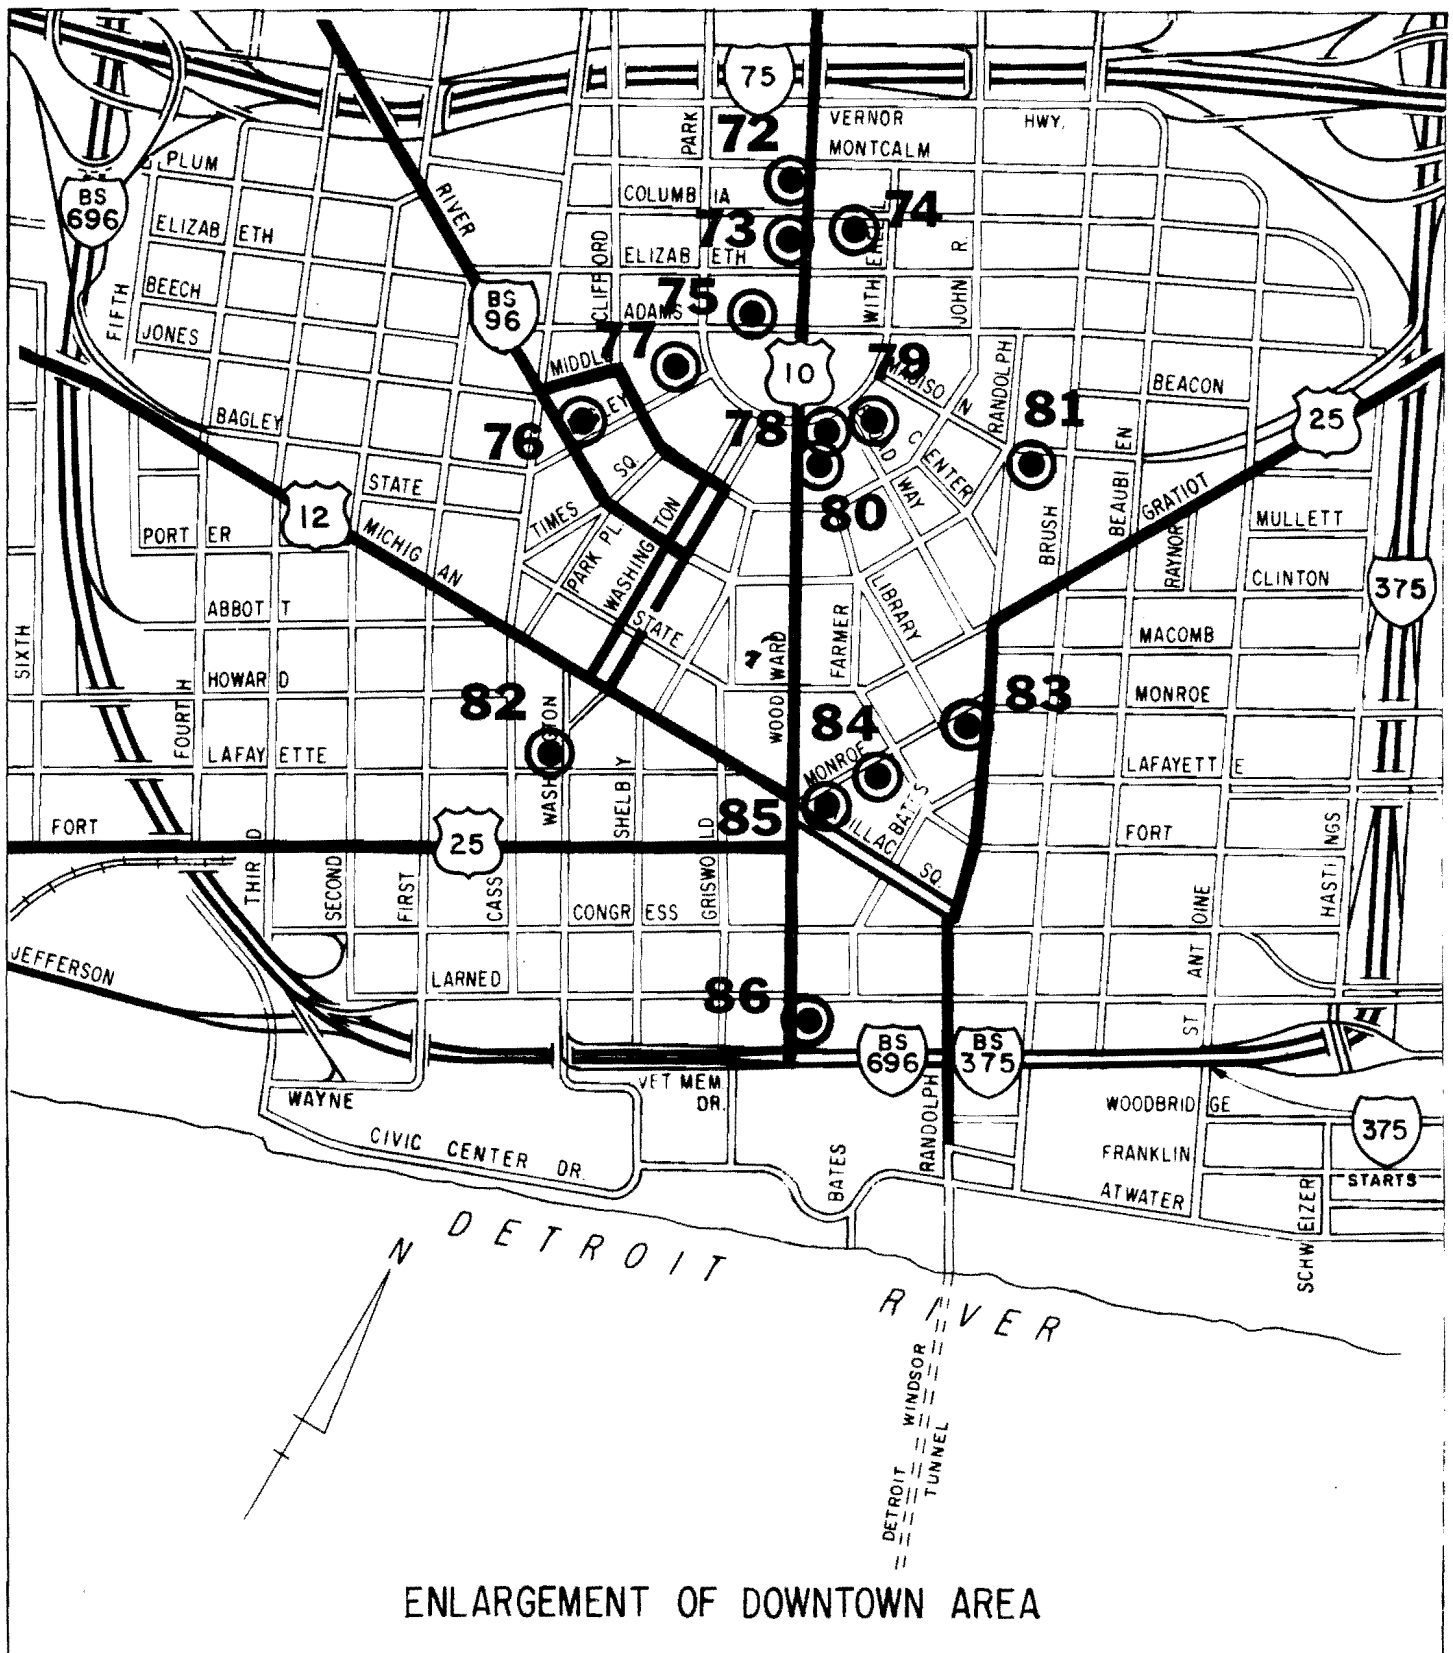 75
72
PARK
VERNOR
HWY.
MONTCALM
PLUM
BS
696
RIVER
COLUMBIA
74
ELIZABETH
73
CLIFFORD
ELIZABETH
JOHN R.
BEECH
FIFTH
BS
96
75
ADAMS
JONES
77
10
79
MADISON
RANDOLPH
BEACON
25
BAGLEY
76
78
81
CENTER
WAY
BEAUBIEN
STATE
SQ.
12
TIMES
80
GRATIOT
MULLETT
PORTER
MICHIGAN
PARK PL.
WASHINGTON
BRUSH
RAYNOR
CLINTON
375
ABBOTT
STATE
LIBRARY
FARMER
MACOMB
SIXTH
WOODWARD
HOWARD
82
83
MONROE
FOURTH
WASHINGTON
84
MONROE
LAFAYETTE
LAFAYETTE
SHELBY
BATES
FORT
25
85
ILLAC
SQ.
FORT
HASTINGS
THIRD
SECOND
FIRST
CASS
GRISWOLD
CONGRESS
ST ANTOINE
JEFFERSON
LARNED
86
BS
696
BS
375
WAYNE
VET MEM.
DR.
RANDOLPH
WOODBRIDGE
375
STARTS
CIVIC CENTER DR.
BATES
FRANKLIN
ATWATER
SCHWEIZER
N
DETROIT RIVER
DETROIT WINDSOR
TUNNEL
ENLARGEMENT OF DOWNTOWN AREA